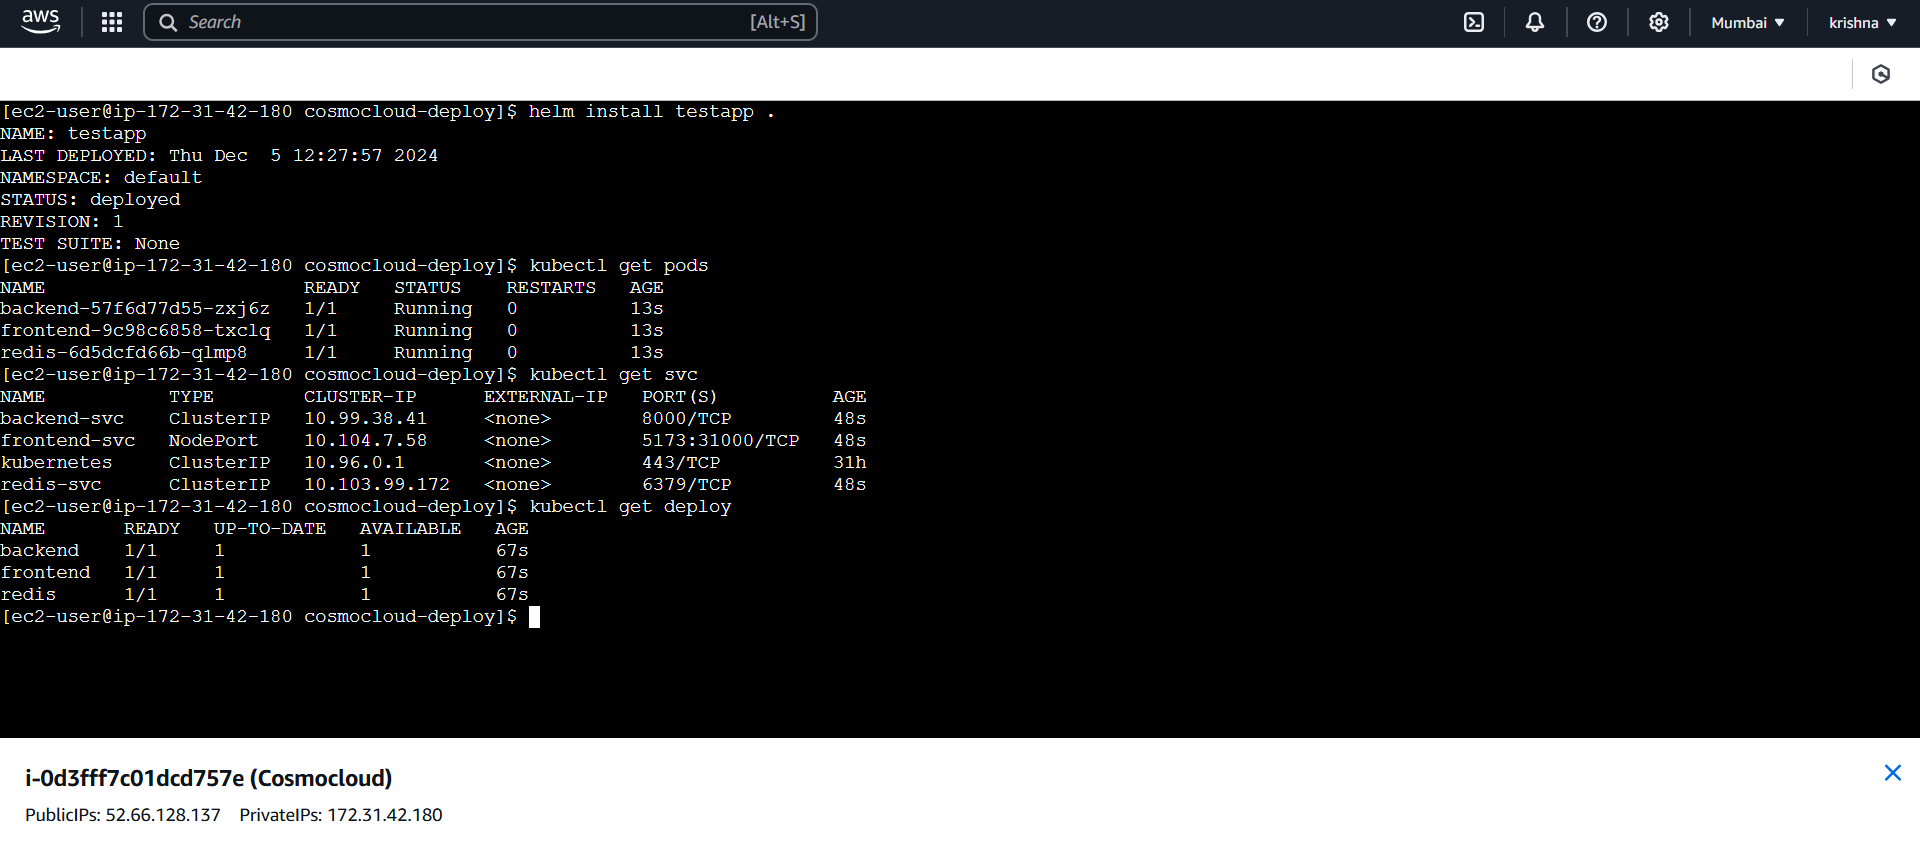 aws Search [Alt+S] Mumbai krishna
[ec2-user@ip-172-31-42-180 cosmocloud-deploy]$ helm install testapp .
NAME: testapp
LAST DEPLOYED: Thu Dec  5 12:27:57 2024
NAMESPACE: default
STATUS: deployed
REVISION: 1
TEST SUITE: None
[ec2-user@ip-172-31-42-180 cosmocloud-deploy]$ kubectl get pods
NAME                       READY   STATUS    RESTARTS   AGE
backend-57f6d77d55-zxj6z   1/1     Running   0          13s
frontend-9c98c6858-txclq   1/1     Running   0          13s
redis-6d5dcfd66b-qlmp8     1/1     Running   0          13s
[ec2-user@ip-172-31-42-180 cosmocloud-deploy]$ kubectl get svc
NAME           TYPE        CLUSTER-IP      EXTERNAL-IP   PORT(S)          AGE
backend-svc    ClusterIP   10.99.38.41     <none>        8000/TCP         48s
frontend-svc   NodePort    10.104.7.58     <none>        5173:31000/TCP   48s
kubernetes     ClusterIP   10.96.0.1       <none>        443/TCP          31h
redis-svc      ClusterIP   10.103.99.172   <none>        6379/TCP         48s
[ec2-user@ip-172-31-42-180 cosmocloud-deploy]$ kubectl get deploy
NAME       READY   UP-TO-DATE   AVAILABLE   AGE
backend    1/1     1            1           67s
frontend   1/1     1            1           67s
redis      1/1     1            1           67s
[ec2-user@ip-172-31-42-180 cosmocloud-deploy]$
i-0d3fff7c01dcd757e (Cosmocloud)
PublicIPs: 52.66.128.137 PrivateIPs: 172.31.42.180